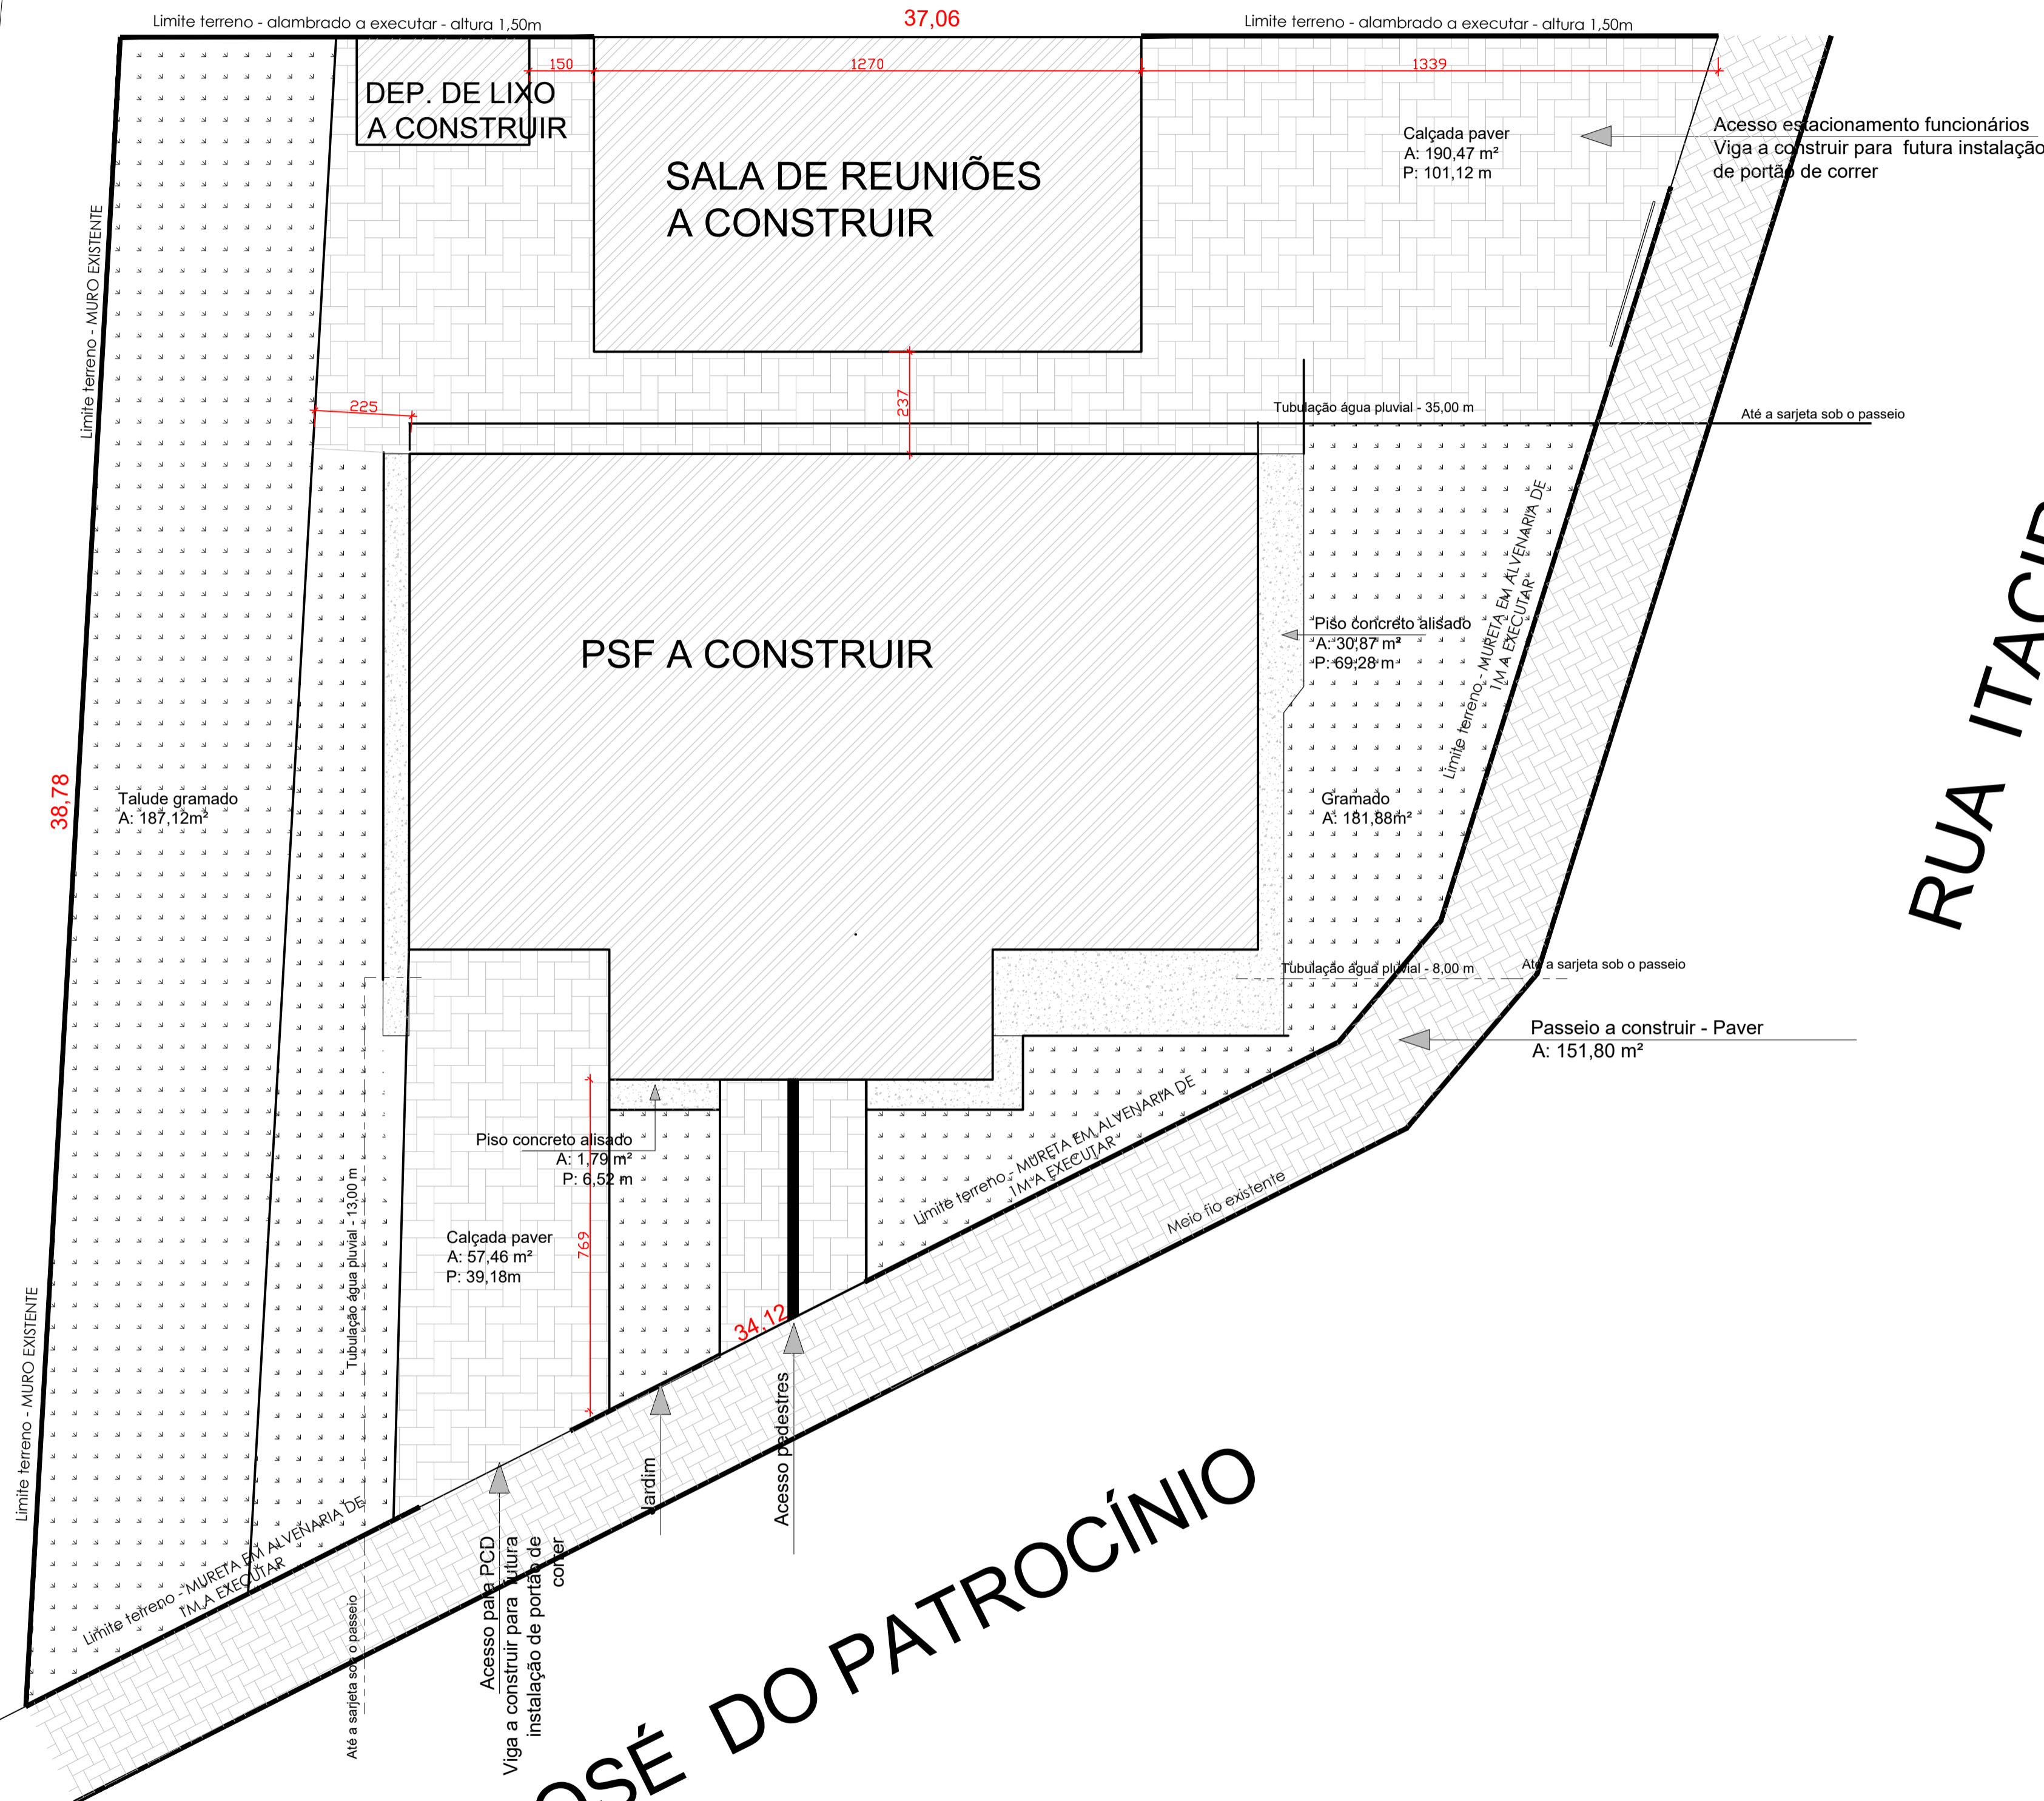 Limite terreno - alambrado a executar - altura 1,50m
37,06
Limite terreno - alambrado a executar - altura 1,50m
150
1270
1339
DEP. DE LIXO
A CONSTRUIR
SALA DE REUNIÕES
A CONSTRUIR
Calçada paver
A: 190,47 m²
P: 101,12 m
Acesso estacionamento funcionários
Viga a construir para futura instalação
de portão de correr
Limite terreno - MURO EXISTENTE
225
237
Tubulação água pluvial - 35,00 m
Até a sarjeta sob o passeio
Limite terreno - MURETA EM ALVENARIA DE
1M A EXECUTAR
RUA ITACIR
PSF A CONSTRUIR
Piso concreto alisado
A: 30,87 m²
P: 69,28 m
38,78
Talude gramado
A: 187,12m²
Gramado
A: 181,88m²
Tubulação água pluvial - 8,00 m
Até a sarjeta sob o passeio
Passeio a construir - Paver
A: 151,80 m²
Piso concreto alisado
A: 1,79 m²
P: 6,52 m
Limite terreno - MURETA EM ALVENARIA DE
1M A EXECUTAR
Meio fio existente
Tubulação água pluvial - 13,00 m
Calçada paver
A: 57,46 m²
P: 39,18m
769
34,12
Limite terreno - MURO EXISTENTE
Limite terreno - MURETA EM ALVENARIA DE
1M A EXECUTAR
Até a sarjeta sob o passeio
Acesso para PCD
Viga a construir para futura
instalação de portão de
correr
Jardim
Acesso pedestres
OSÉ DO PATROCÍNIO